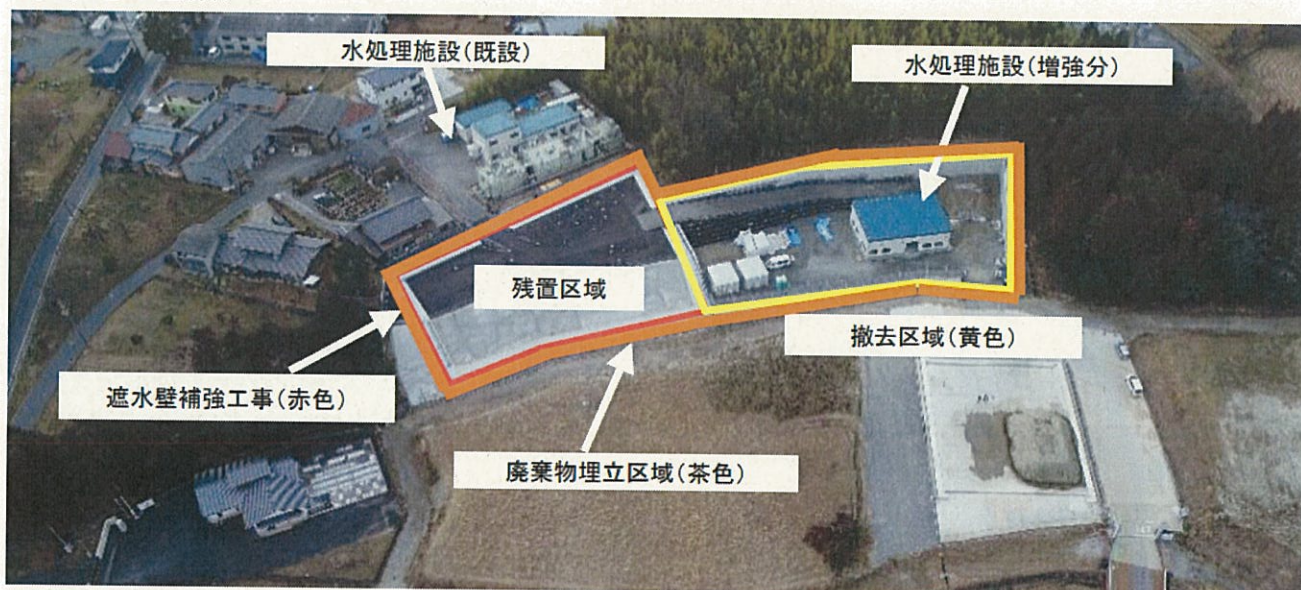 水処理施設(既設)
水処理施設(増強分)
残置区域
撤去区域(黄色)
遮水壁補強工事(赤色)
廃棄物埋立区域(茶色)